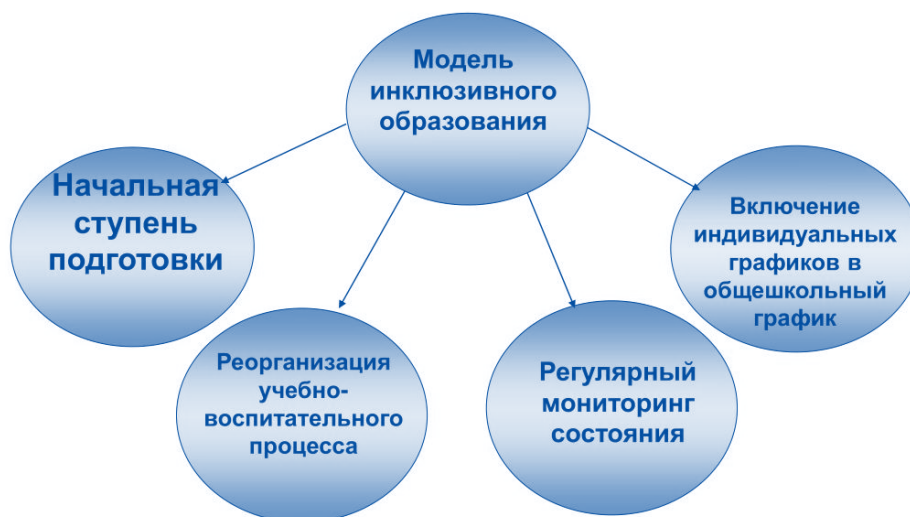 Модель
инклюзивного
образования
Начальная
ступень
подготовки
Реорганизация
учебно-
воспитательного
процесса
Регулярный
мониторинг
состояния
Включение
индивидуальных
графиков в
общешкольный
график